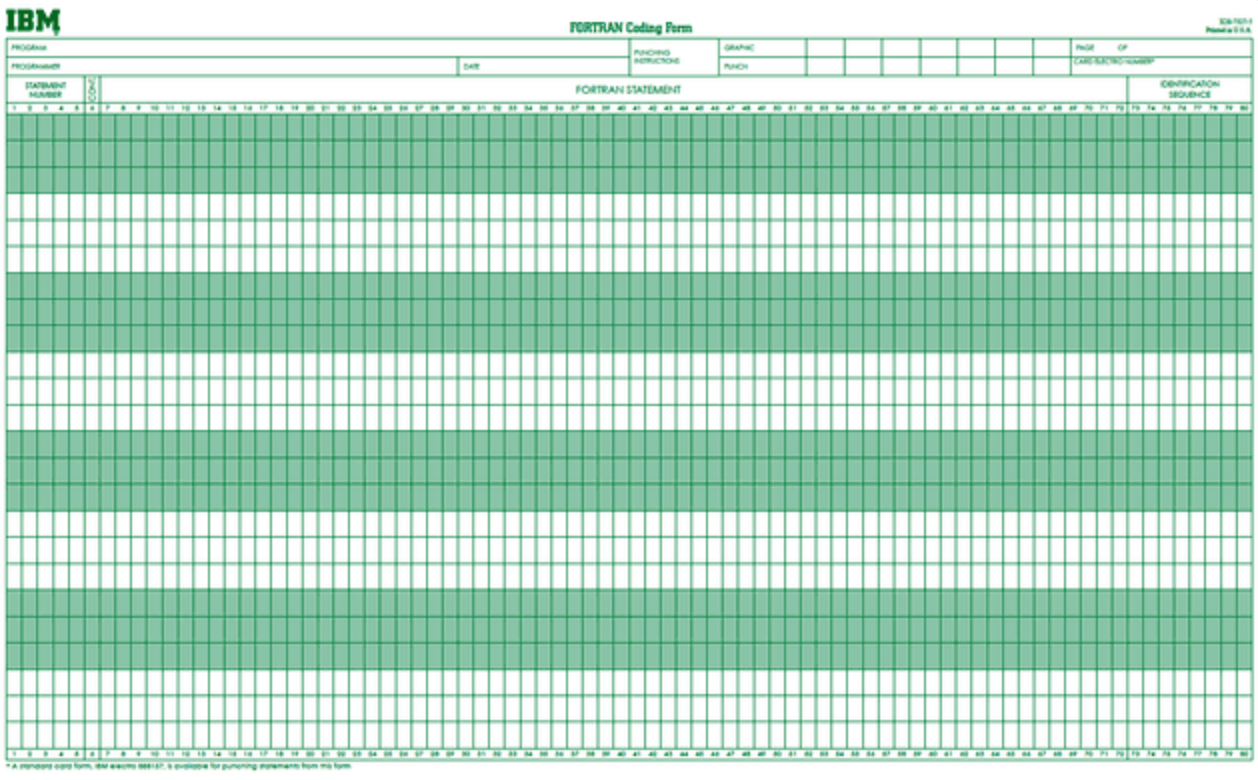 IBM
FORTRAN Coding Form
Printed in U.S.A.
PROGRAM
PUNCHING INSTRUCTIONS
GRAPHIC
PAGE OF
PROGRAMMER
DATE
PUNCH
CARD ELECTRO NUMBER*
STATEMENT NUMBER
CONT.
FORTRAN STATEMENT
IDENTIFICATION SEQUENCE
1 2 3 4 5 6 7 8 9 10 11 12 13 14 15 16 17 18 19 20 21 22 23 24 25 26 27 28 29 30 31 32 33 34 35 36 37 38 39 40 41 42 43 44 45 46 47 48 49 50 51 52 53 54 55 56 57 58 59 60 61 62 63 64 65 66 67 68 69 70 71 72 73 74 75 76 77 78 79 80
1 2 3 4 5 6 7 8 9 10 11 12 13 14 15 16 17 18 19 20 21 22 23 24 25 26 27 28 29 30 31 32 33 34 35 36 37 38 39 40 41 42 43 44 45 46 47 48 49 50 51 52 53 54 55 56 57 58 59 60 61 62 63 64 65 66 67 68 69 70 71 72 73 74 75 76 77 78 79 80
* A standard card form, IBM electro 888157, is available for punching statements from this form